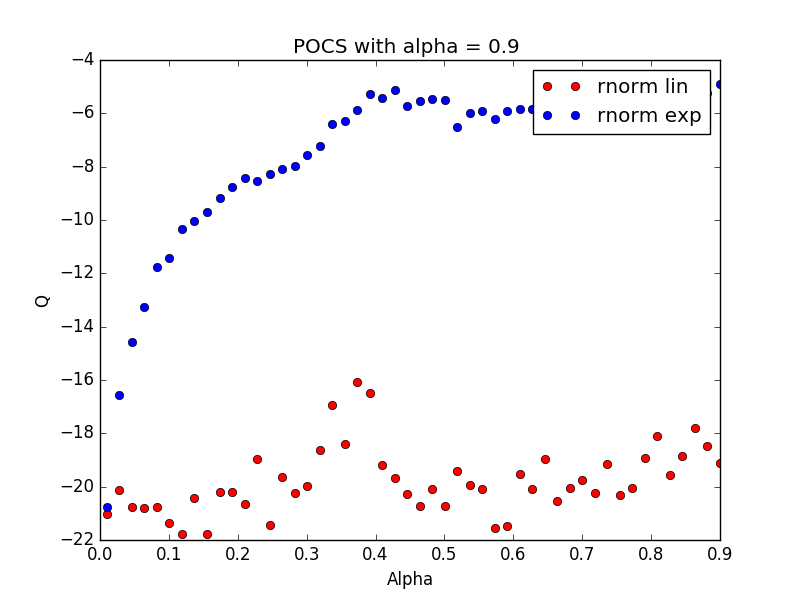 POCS with alpha = 0.9
rnorm lin
rnorm exp
Q
−4
−6
−8
−10
−12
−14
−16
−18
−20
−22
0.0 0.1 0.2 0.3 0.4 0.5 0.6 0.7 0.8 0.9
Alpha